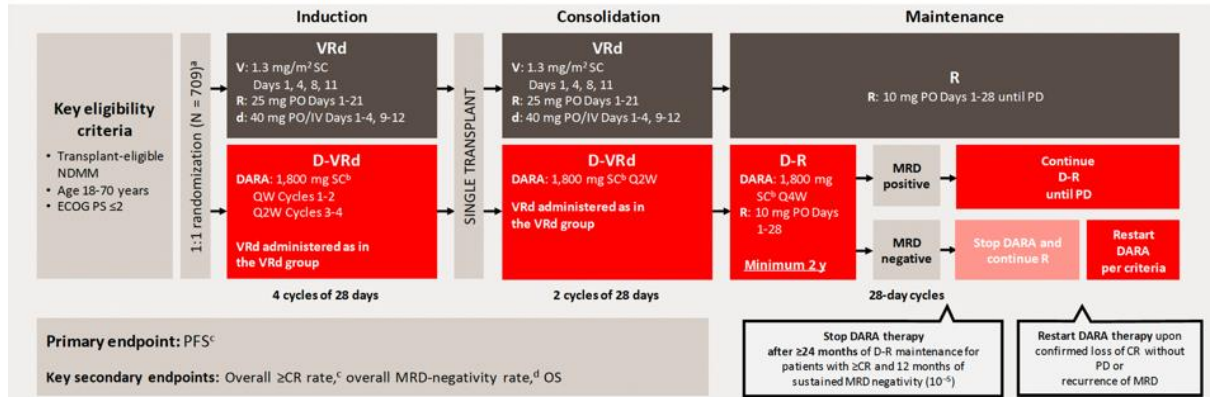 Induction
Consolidation
Maintenance
Key eligibility
criteria
• Transplant-eligible
NDMM
• Age 18-70 years
• ECOG PS ≤2
1:1 randomization (N = 709)ᵃ
VRd
V: 1.3 mg/m² SC
Days 1, 4, 8, 11
R: 25 mg PO Days 1-21
d: 40 mg PO/IV Days 1-4, 9-12
D-VRd
DARA: 1,800 mg SCᵇ
QW Cycles 1-2
Q2W Cycles 3-4
VRd administered as in
the VRd group
4 cycles of 28 days
SINGLE TRANSPLANT
VRd
V: 1.3 mg/m² SC
Days 1, 4, 8, 11
R: 25 mg PO Days 1-21
d: 40 mg PO/IV Days 1-4, 9-12
D-VRd
DARA: 1,800 mg SCᵇ Q2W
VRd administered as in
the VRd group
2 cycles of 28 days
R
R: 10 mg PO Days 1-28 until PD
D-R
DARA: 1,800
mg
SCᵇ Q4W
R: 10 mg PO Days
1-28
Minimum 2 y
MRD
positive
Continue
D-R
until PD
MRD
negative
Stop DARA and
continue R
Restart
DARA
per criteria
28-day cycles
Stop DARA therapy
after ≥24 months of D-R maintenance for
patients with ≥CR and 12 months of
sustained MRD negativity (10⁻⁵)
Restart DARA therapy upon
confirmed loss of CR without
PD or
recurrence of MRD
Primary endpoint: PFSᶜ
Key secondary endpoints: Overall ≥CR rate,ᶜ overall MRD-negativity rate,ᵈ OS